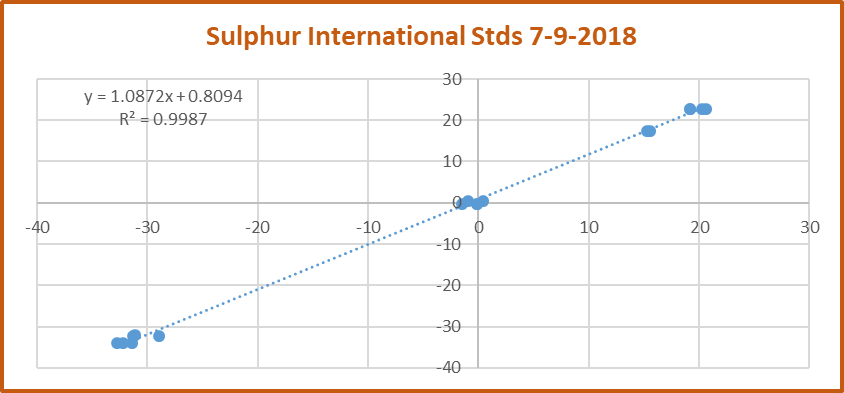 Sulphur International Stds 7-9-2018
y = 1.0872x + 0.8094
R² = 0.9987
30
20
10
0
-10
-20
-30
-40
-40 -30 -20 -10 0 10 20 30